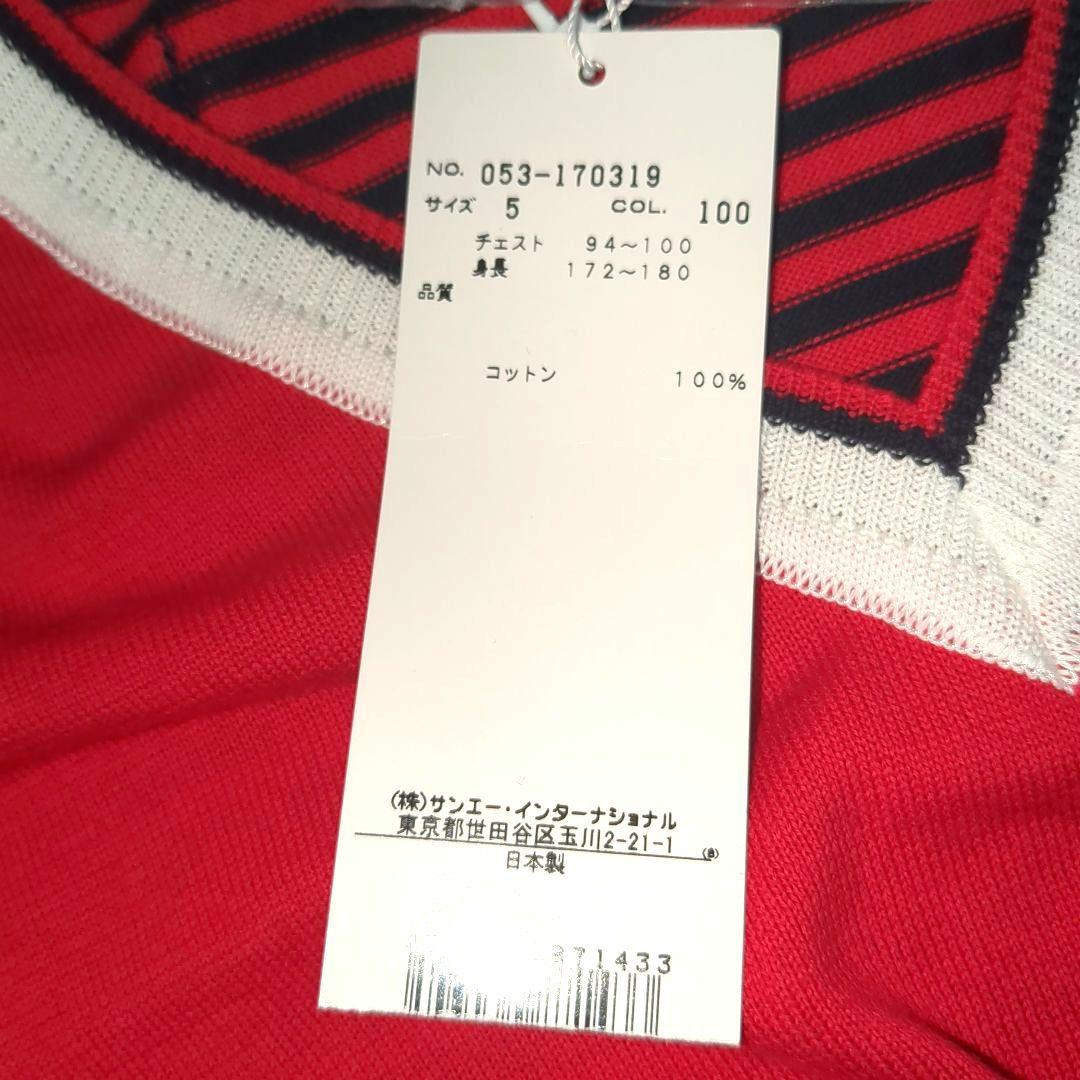 NO. 053-170319
サイズ 5 COL. 100
チェスト 94～100
身長 172～180
品質
コットン 100%
(株)サンエー・インターナショナル
東京都世田谷区玉川2-21-1 (B)
日本製
371433